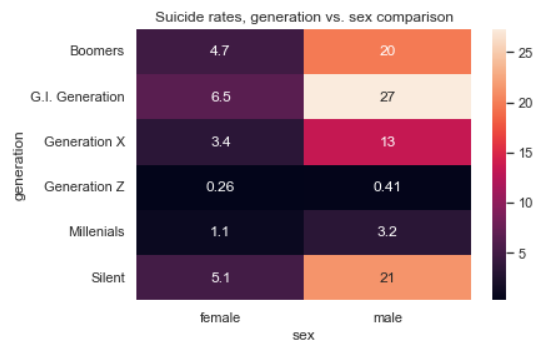 Suicide rates, generation vs. sex comparison
Boomers 4.7 20
G.I. Generation 6.5 27
Generation X 3.4 13
Generation Z 0.26 0.41
Millenials 1.1 3.2
Silent 5.1 21
female male
sex
generation
25
20
15
10
5